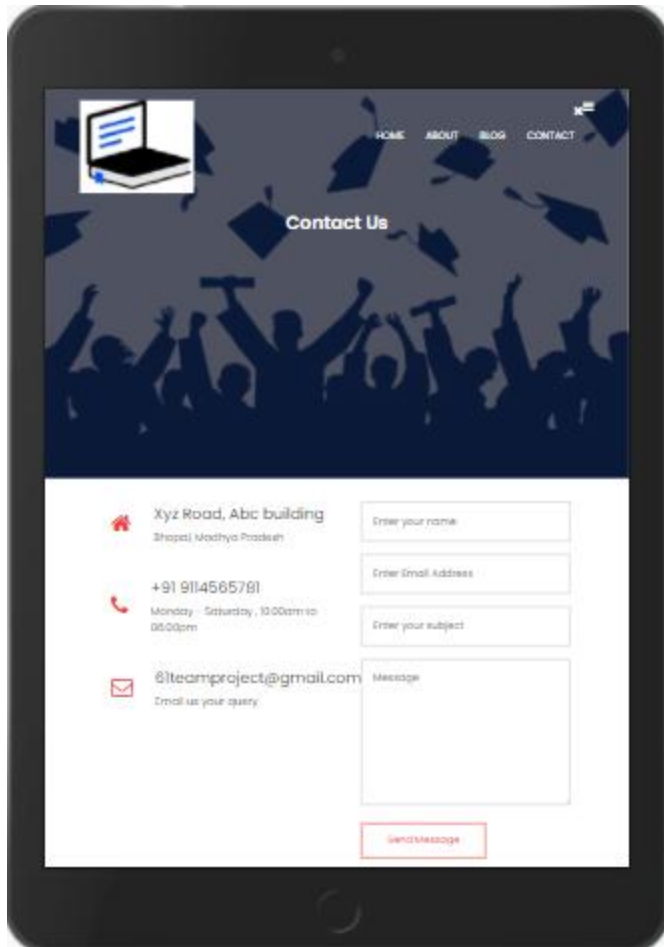 HOME ABOUT BLOG CONTACT
Contact Us
Xyz Road, Abc building
Bhopal, Madhya Pradesh
+91 9114565781
Monday - Saturday, 10:00am to
06:00pm
61teamproject@gmail.com
Email us your query
Enter your name
Enter Email Address
Enter your subject
Message
Send Message